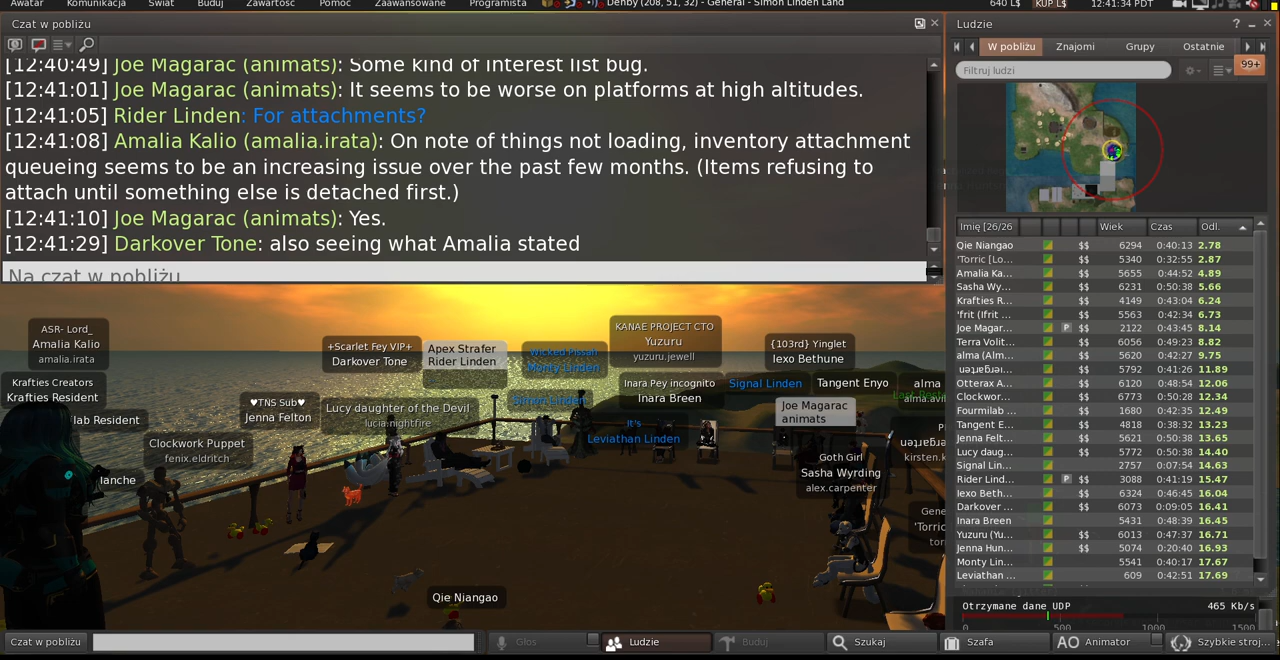 Awatar Komunikacja Świat Buduj Zawartość Pomoc Zaawansowane Programista Denby (208, 51, 32) - General - Simon Linden Land 640 L$ KUP L$ 12:41:34 PDT
Czat w pobliżu
[12:40:49] Joe Magarac (animats): Some kind of interest list bug.
[12:41:01] Joe Magarac (animats): It seems to be worse on platforms at high altitudes.
[12:41:05] Rider Linden: For attachments?
[12:41:08] Amalia Kalio (amalia.irata): On note of things not loading, inventory attachment
queueing seems to be an increasing issue over the past few months. (Items refusing to
attach until something else is detached first.)
[12:41:10] Joe Magarac (animats): Yes.
[12:41:29] Darkover Tone: also seeing what Amalia stated
Na czat w pobliżu
ASR- Lord_
Amalia Kalio
amalia.irata
Krafties Creators
Krafties Resident
lab Resident
Clockwork Puppet
fenix.eldritch
lanche
♥TNS Sub♥
Jenna Felton
+Scarlet Fey VIP+
Darkover Tone
Lucy daughter of the Devil
lucia.nightfire
Apex Strafer
Rider Linden
Wicked Pissah
Monty Linden
Simon Linden
KANAE PROJECT CTO
Yuzuru
yuzuru.jewell
Inara Pey incognito
Inara Breen
It's
Leviathan Linden
Signal Linden
{103rd} Yinglet
Iexo Bethune
Tangent Enyo
alma
alma.avi
Joe Magarac
animats
kirsten.k
Goth Girl
Sasha Wyrding
alex.carpenter
Gene
'Torric
tor
Qie Niangao
Ludzie
W pobliżu Znajomi Grupy Ostatnie
99+
Filtruj ludzi
Imię [26/26 Wiek Czas Odl.
Qie Niangao $$ 6294 0:40:13 2.78
'Torric [Lo... $$ 5340 0:32:55 2.87
Amalia Ka... $$ 5655 0:44:52 4.89
Sasha Wy... $$ 6231 0:50:38 5.66
Krafties R... $$ 4149 0:43:04 6.24
'frit (Ifrit ... $$ 5563 0:42:34 6.73
Joe Magar... P $$ 2122 0:43:45 8.14
Terra Volit... $$ 6056 0:49:23 8.82
alma (Alm... $$ 5620 0:42:27 9.75
$$ 5792 0:41:26 11.89
Otterax A... $$ 6120 0:48:54 12.06
Clockwor... $$ 6773 0:50:28 12.34
Fourmilab ... $$ 1680 0:42:35 12.49
Tangent E... $$ 4818 0:38:32 13.23
Jenna Felt... $$ 5621 0:50:38 13.65
Lucy daug... $$ 5772 0:50:38 14.40
Signal Lin... 2757 0:07:54 14.63
Rider Lind... P $$ 3088 0:41:19 15.47
Iexo Beth... $$ 6324 0:46:45 16.04
Darkover ... $$ 6073 0:09:05 16.41
Inara Breen 5431 0:48:39 16.45
Yuzuru (Yu... $$ 6013 0:47:37 16.71
Jenna Hun... $$ 5074 0:20:40 16.93
Monty Lin... 5541 0:40:17 17.67
Leviathan ... 609 0:42:51 17.69
Otrzymane dane UDP 465 Kb/s
0 500 1000 1500
Czat w pobliżu Głos Ludzie Buduj Szukaj Szafa AO Animator Szybkie stroj...